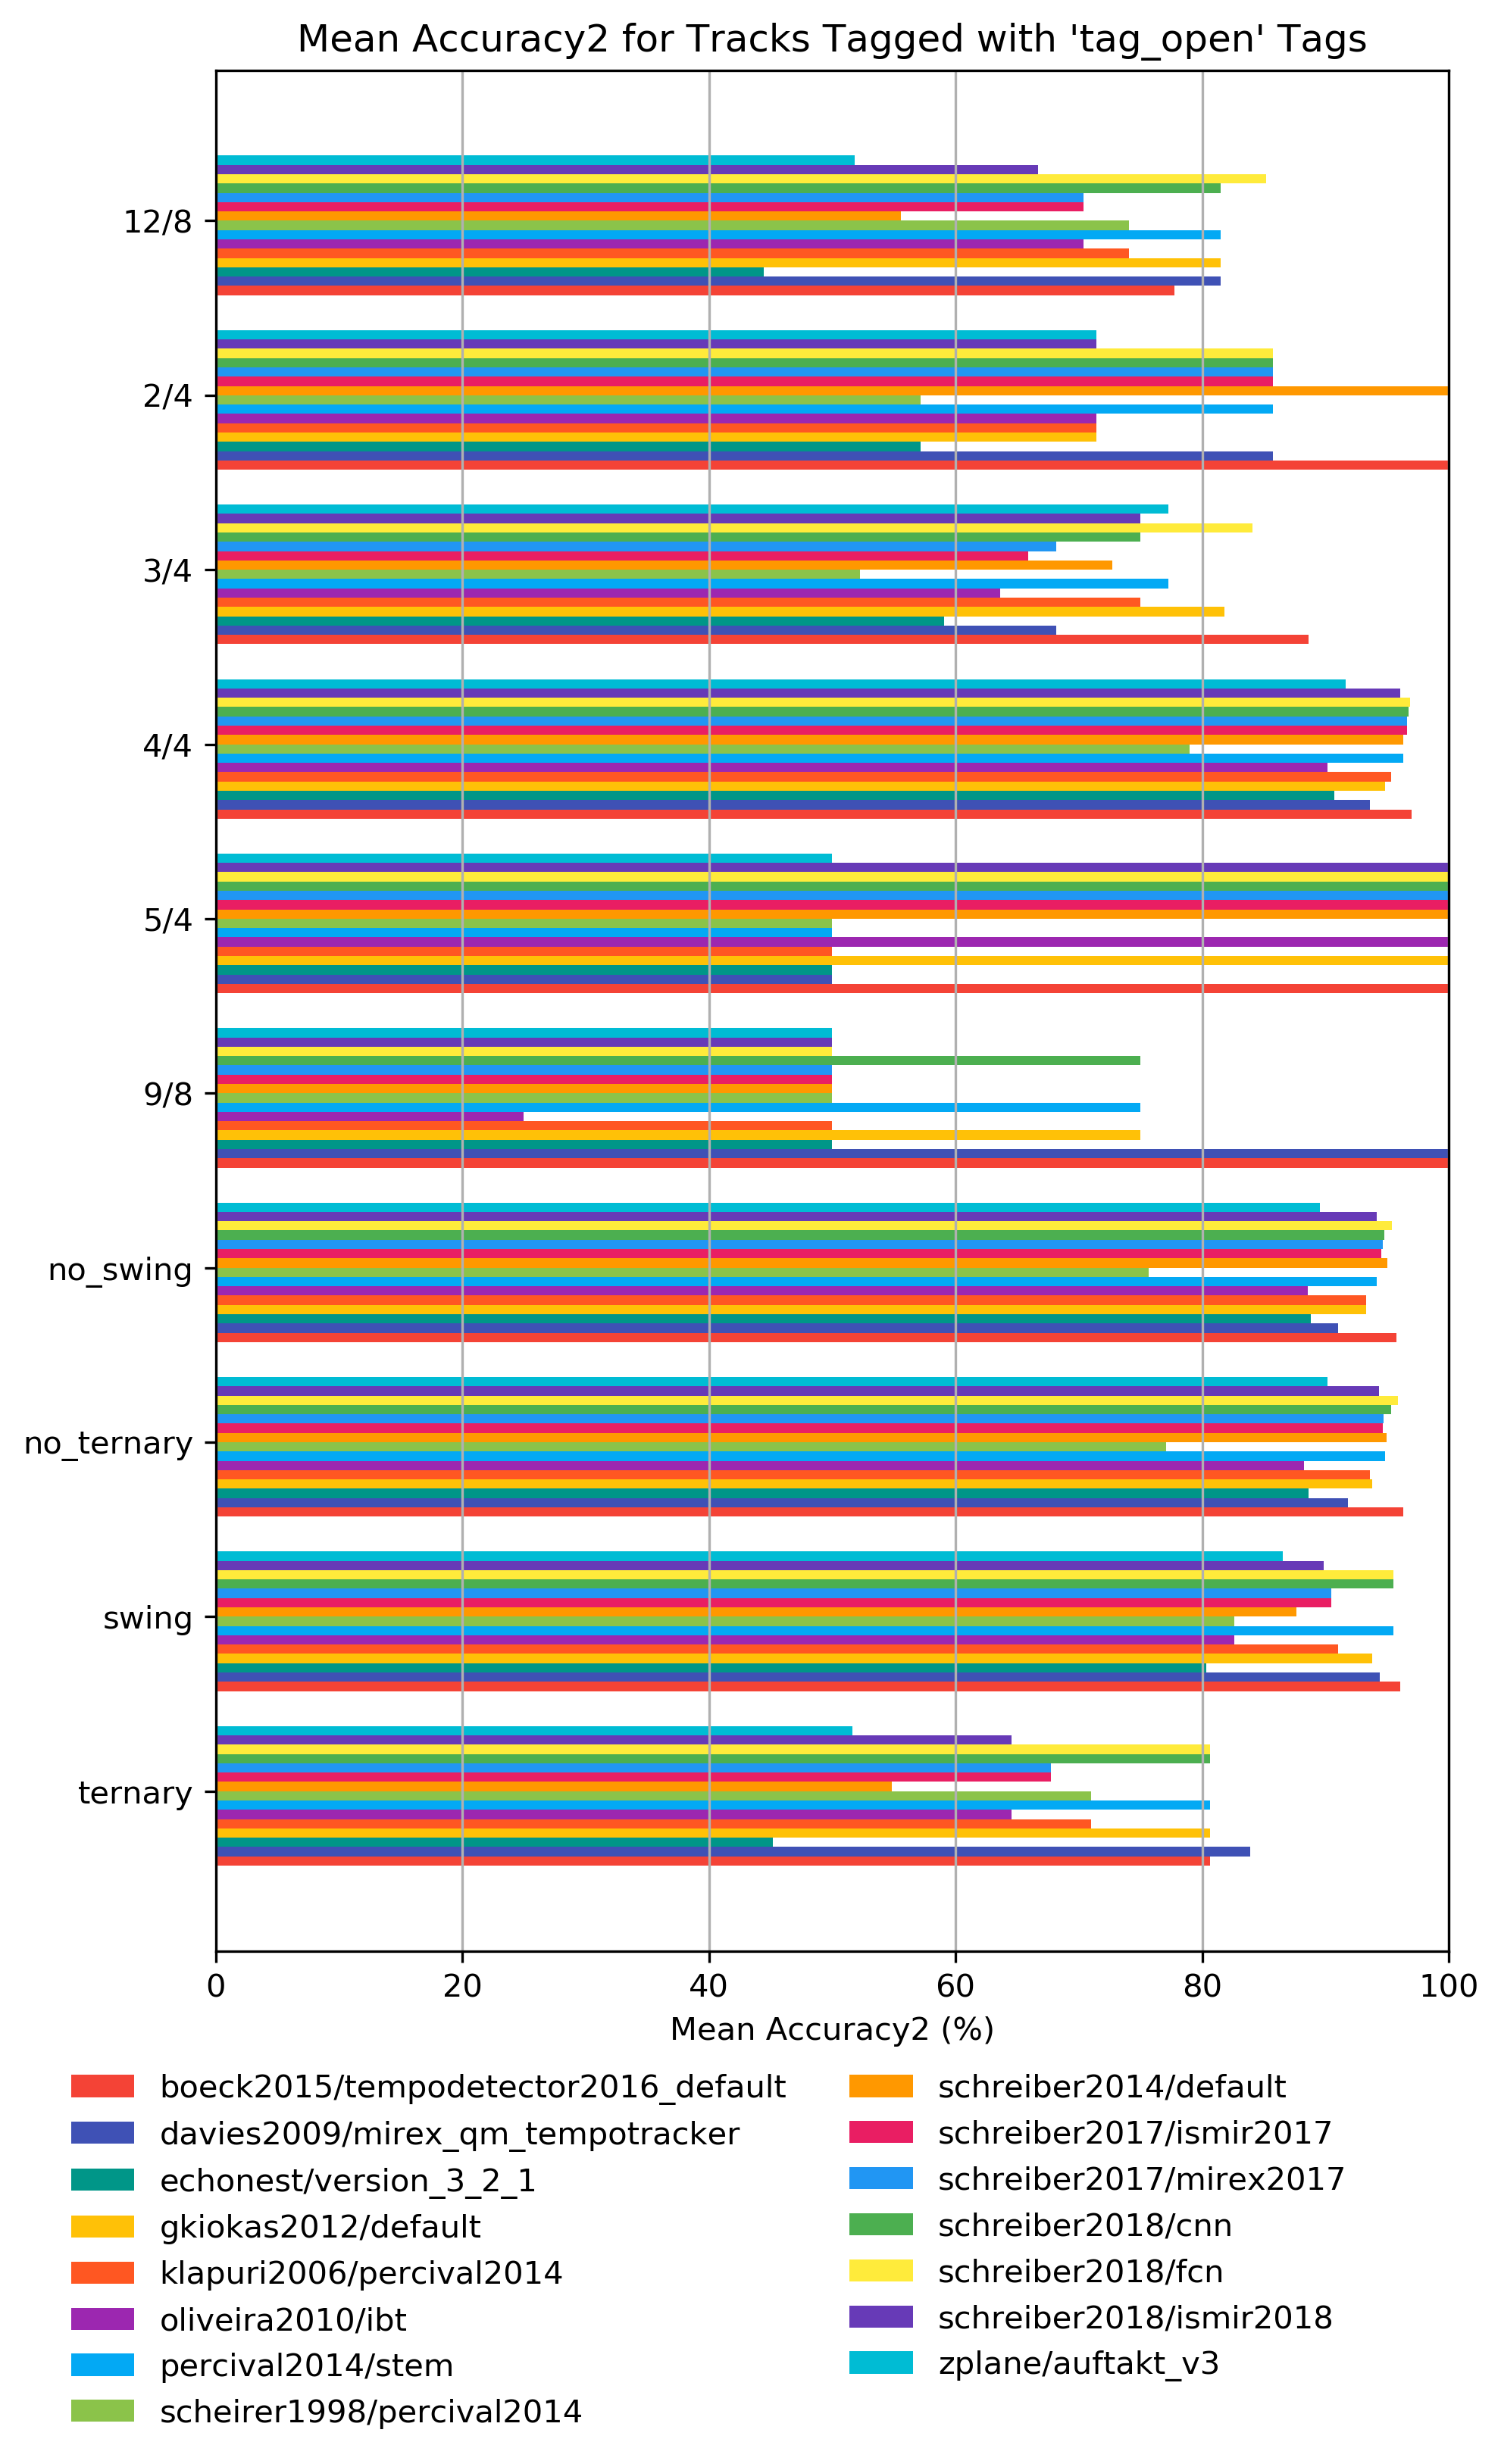 Mean Accuracy2 for Tracks Tagged with 'tag_open' Tags
12/8
2/4
3/4
4/4
5/4
9/8
no_swing
no_ternary
swing
ternary
0 20 40 60 80 100
Mean Accuracy2 (%)
boeck2015/tempodetector2016_default
davies2009/mirex_qm_tempotracker
echonest/version_3_2_1
gkiokas2012/default
klapuri2006/percival2014
oliveira2010/ibt
percival2014/stem
scheirer1998/percival2014
schreiber2014/default
schreiber2017/ismir2017
schreiber2017/mirex2017
schreiber2018/cnn
schreiber2018/fcn
schreiber2018/ismir2018
zplane/auftakt_v3